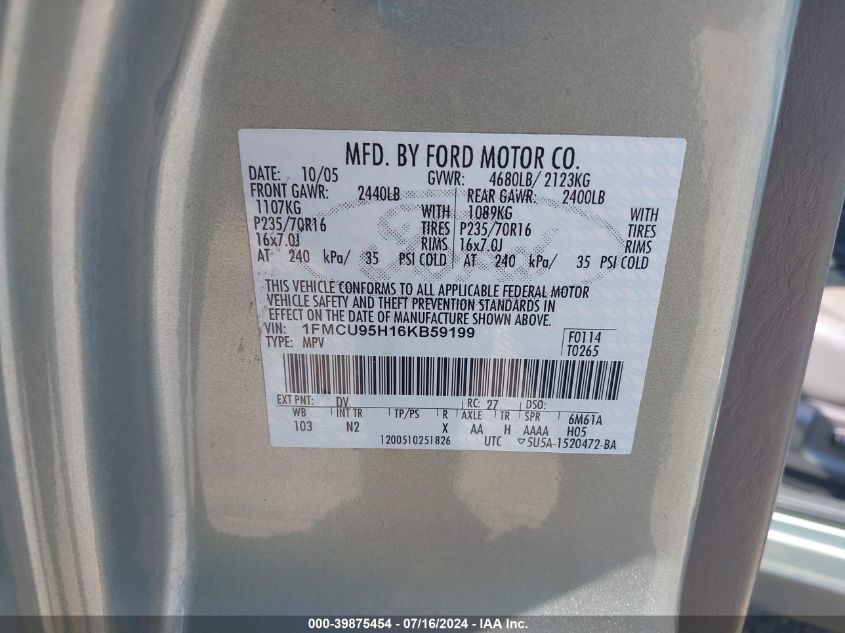 MFD. BY FORD MOTOR CO.
DATE: 10/05 GVWR: 4680LB/ 2123KG
FRONT GAWR: 2440LB REAR GAWR: 2400LB
1107KG WITH 1089KG WITH
P235/70R16 TIRES P235/70R16 TIRES
16x7.0J RIMS 16x7.0J RIMS
AT 240 kPa/ 35 PSI COLD AT 240 kPa/ 35 PSI COLD
THIS VEHICLE CONFORMS TO ALL APPLICABLE FEDERAL MOTOR
VEHICLE SAFETY AND THEFT PREVENTION STANDARDS IN
EFFECT ON THE DATE OF MANUFACTURE SHOWN ABOVE.
VIN: 1FMCU95H16KB59199 F0114
TYPE: MPV T0265
EXT PNT: DV RC: 27 DSO:
WB INT TR TP/PS R AXLE TR SPR 6M61A
103 N2 X AA H AAAA H05
1200510251826 UTC ▽5U5A-1520472-BA
Ford
000-39875454 / 07/16/2024 - IAA Inc.